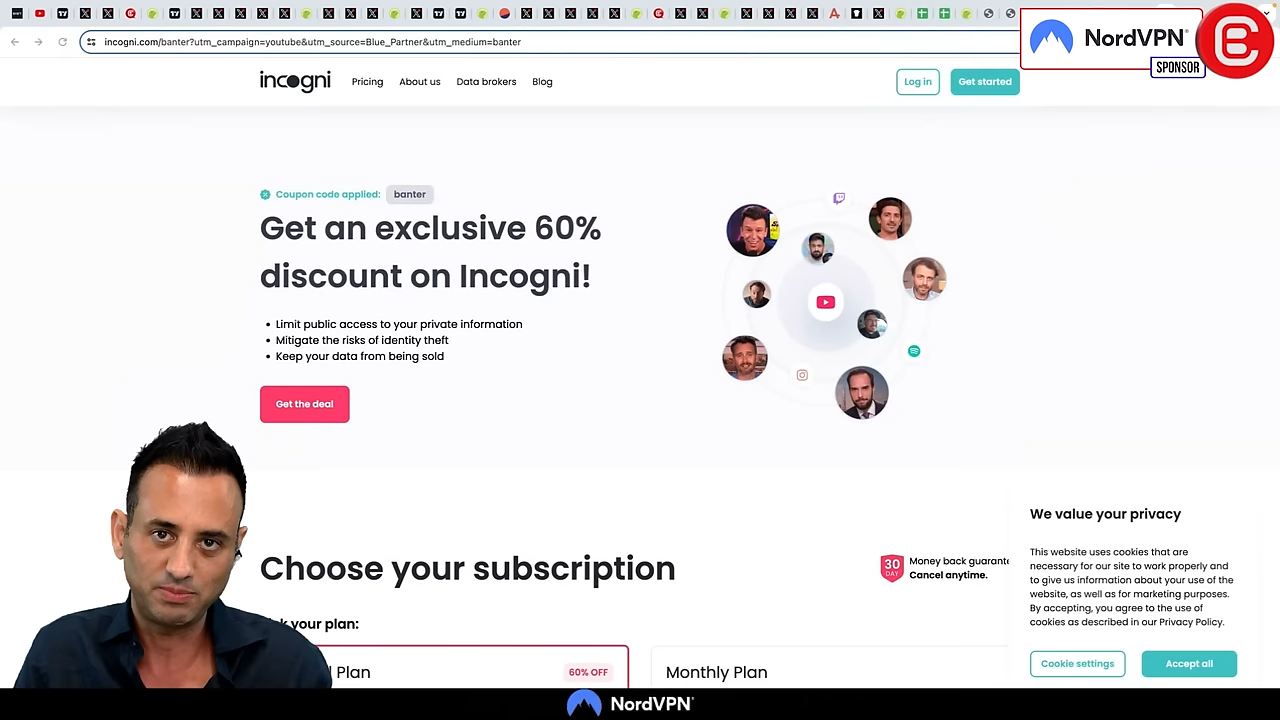 incogni.com/banter?utm_campaign=youtube&utm_source=Blue_Partner&utm_medium=banter
NordVPN
SPONSOR
incogni
Pricing
About us
Data brokers
Blog
Log in
Get started
Coupon code applied:
banter
Get an exclusive 60%
discount on Incogni!
Limit public access to your private information
Mitigate the risks of identity theft
Keep your data from being sold
Get the deal
Choose your subscription
30
DAY
Money back guarante
Cancel anytime.
your plan:
Plan
60% OFF
Monthly Plan
We value your privacy
This website uses cookies that are
necessary for our site to work properly and
to give us information about your use of the
website, as well as for marketing purposes.
By accepting, you agree to the use of
cookies as described in our Privacy Policy.
Cookie settings
Accept all
NordVPN